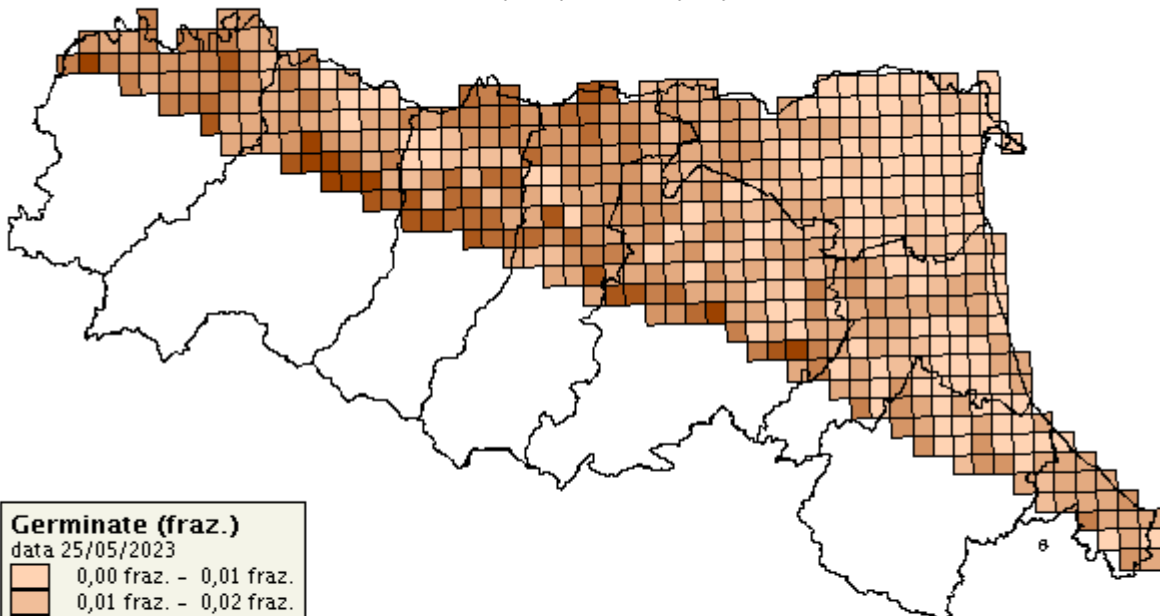 Germinate (fraz.)
data 25/05/2023
0,00 fraz. - 0,01 fraz.
0,01 fraz. - 0,02 fraz.